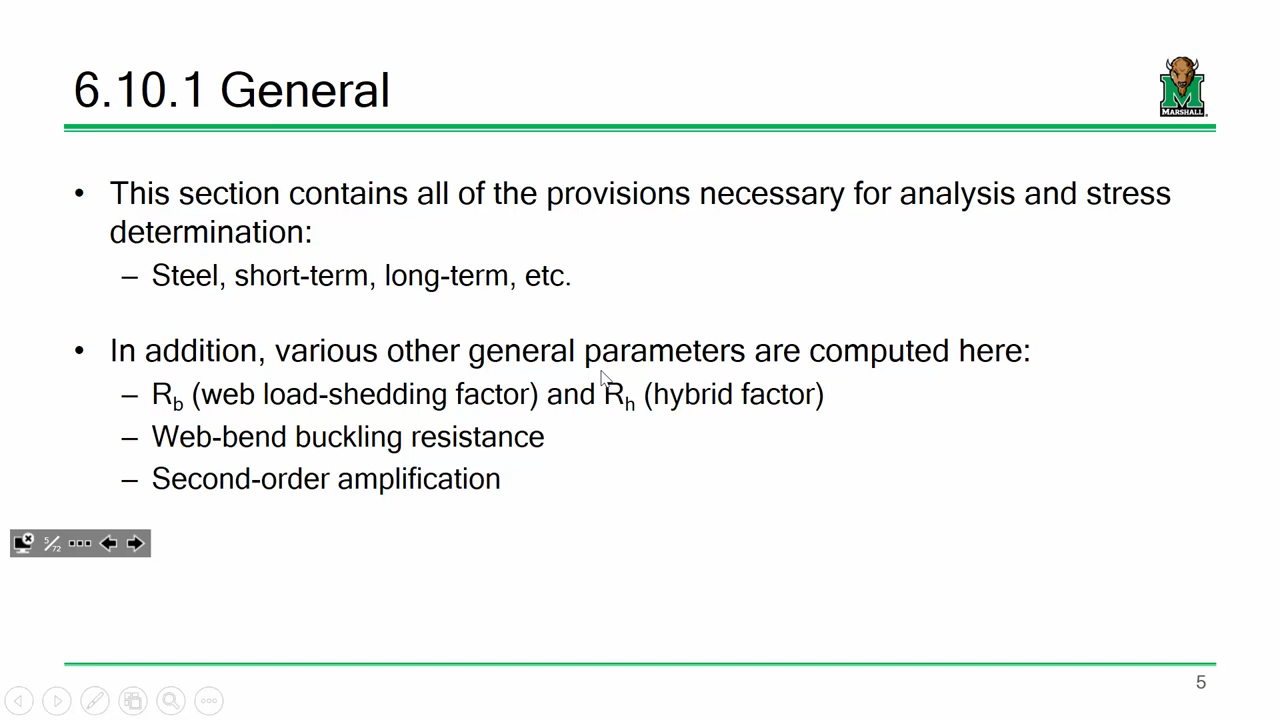 6.10.1 General
MARSHALL
• This section contains all of the provisions necessary for analysis and stress
determination:
– Steel, short-term, long-term, etc.
• In addition, various other general parameters are computed here:
– Rb (web load-shedding factor) and Rh (hybrid factor)
– Web-bend buckling resistance
– Second-order amplification
5/72
5